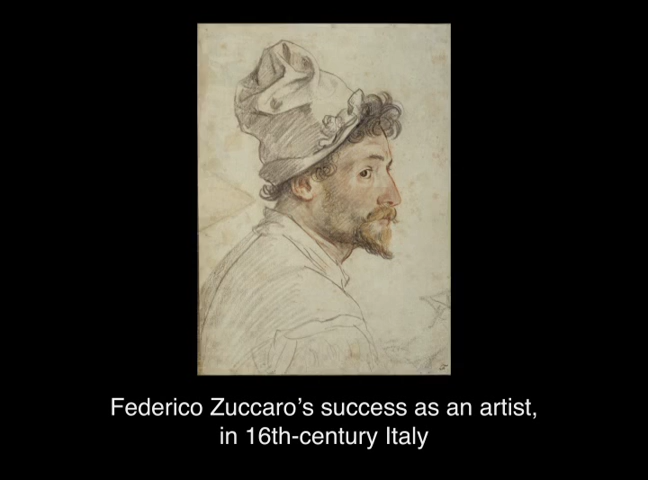 Federico Zuccaro’s success as an artist,
in 16th-century Italy